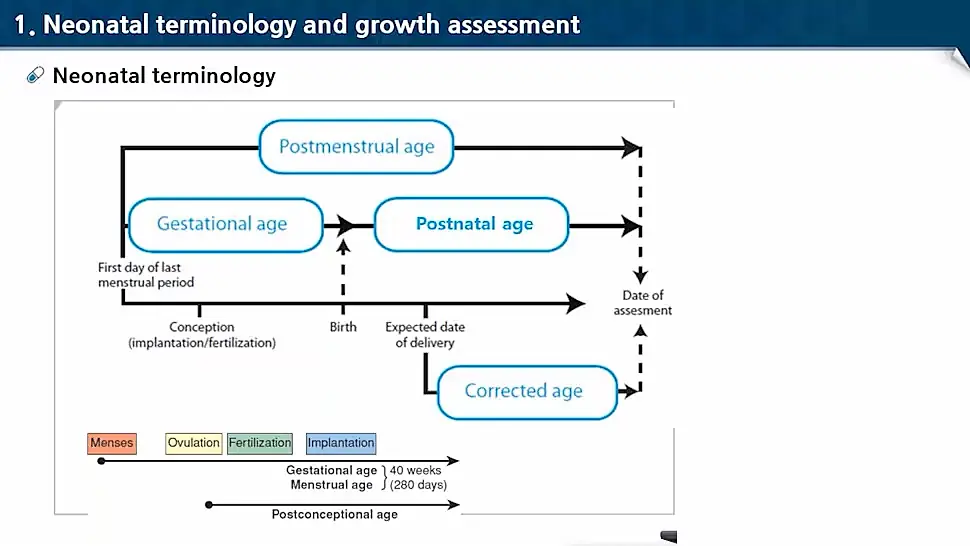 1. Neonatal terminology and growth assessment
Neonatal terminology
Postmenstrual age
Gestational age
Postnatal age
First day of last
menstrual period
Conception
(implantation/fertilization)
Birth
Expected date
of delivery
Date of
assesment
Corrected age
Menses
Ovulation
Fertilization
Implantation
Gestational age
Menstrual age
40 weeks
(280 days)
Postconceptional age